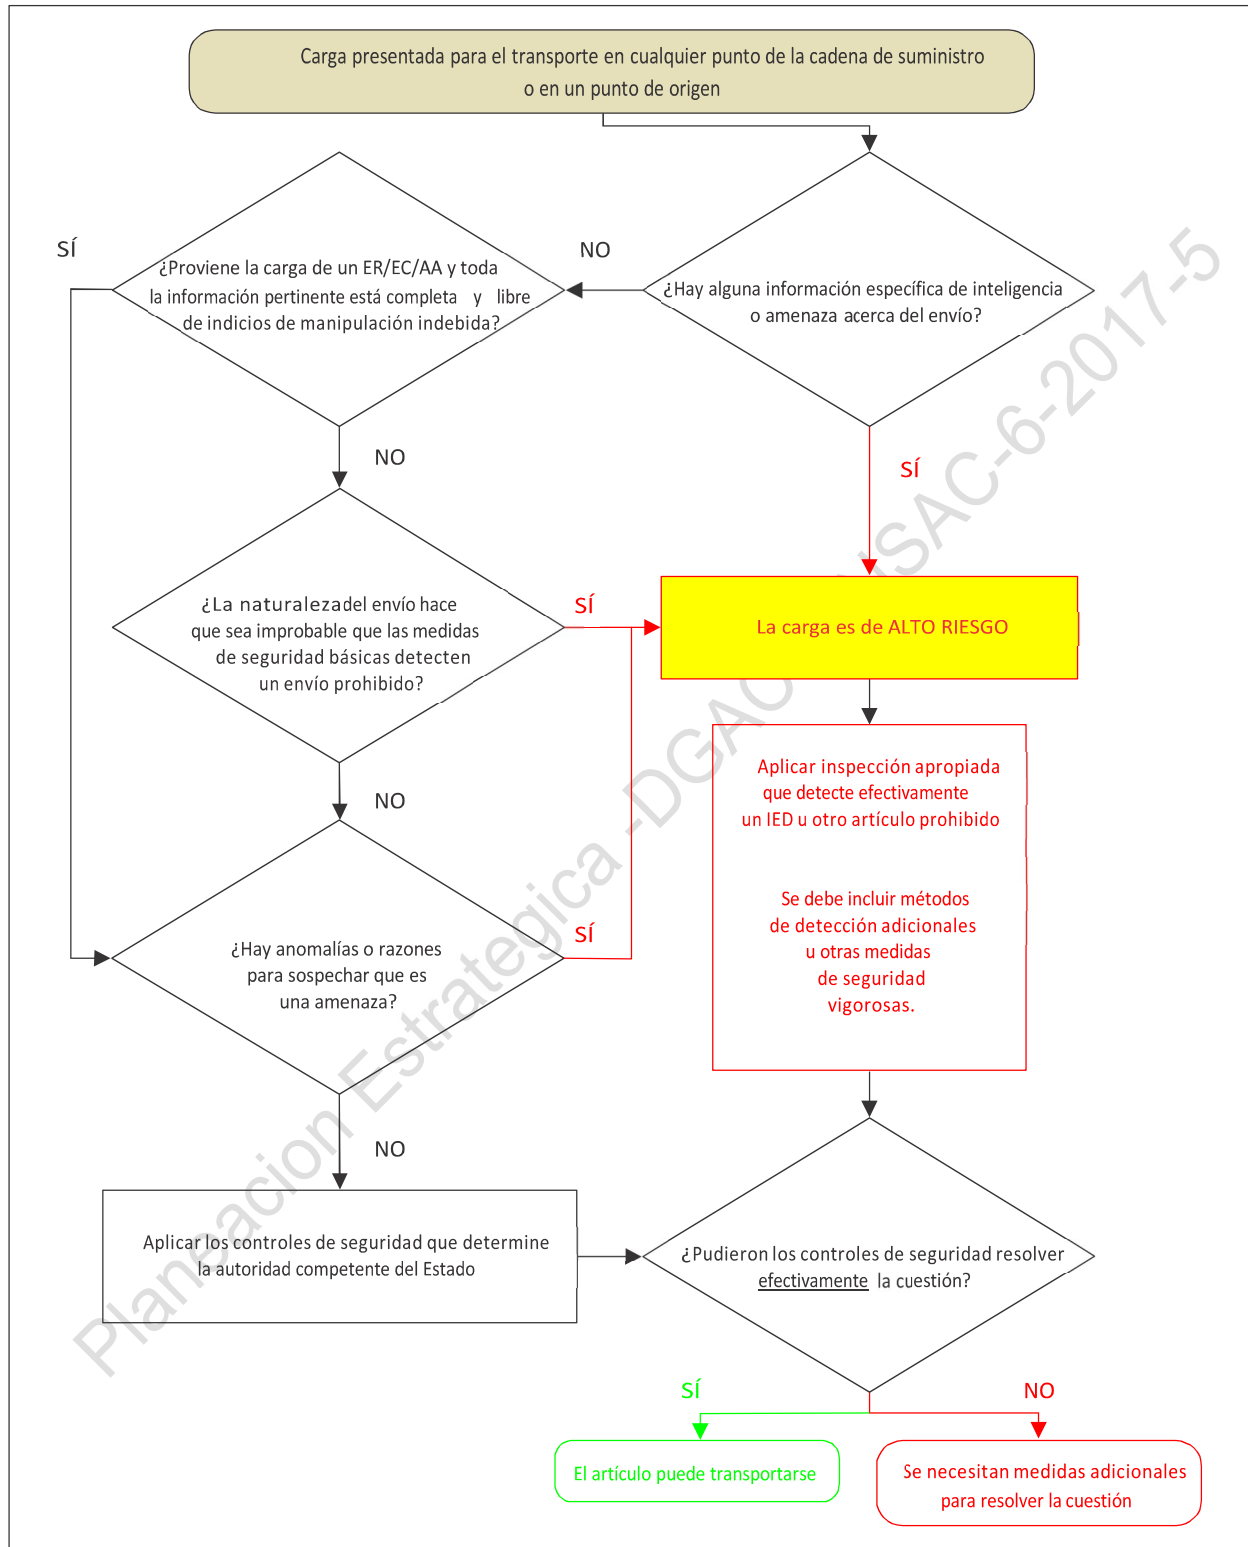 Carga presentada para el transporte en cualquier punto de la cadena de suministro
o en un punto de origen
SÍ
¿Proviene la carga de un ER/EC/AA y toda
la información pertinente está completa y libre
de indicios de manipulación indebida?
NO
¿Hay alguna información específica de inteligencia
o amenaza acerca del envío?
NO
SÍ
¿La naturaleza del envío hace
que sea improbable que las medidas
de seguridad básicas detecten
un envío prohibido?
SÍ
La carga es de ALTO RIESGO
NO
Aplicar inspección apropiada
que detecte efectivamente
un IED u otro artículo prohibido
Se debe incluir métodos
de detección adicionales
u otras medidas
de seguridad
vigorosas.
¿Hay anomalías o razones
para sospechar que es
una amenaza?
SÍ
NO
Aplicar los controles de seguridad que determine
la autoridad competente del Estado
¿Pudieron los controles de seguridad resolver
efectivamente la cuestión?
SÍ
NO
El artículo puede transportarse
Se necesitan medidas adicionales
para resolver la cuestión
Planeacion Estrategica -DGAC
SAC-6-2017-5